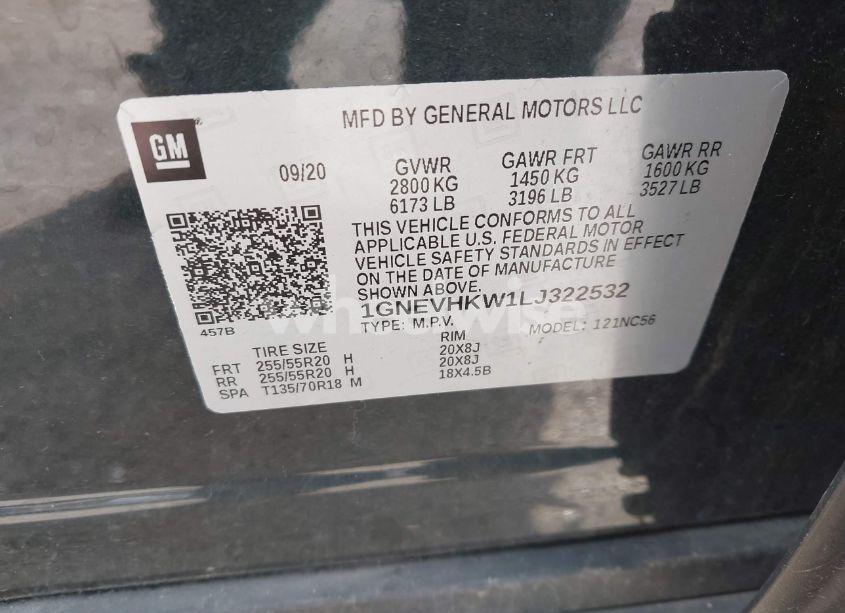 MFD BY GENERAL MOTORS LLC
GM
09/20 GVWR GAWR FRT GAWR RR
2800 KG 1450 KG 1600 KG
6173 LB 3196 LB 3527 LB
THIS VEHICLE CONFORMS TO ALL
APPLICABLE U.S. FEDERAL MOTOR
VEHICLE SAFETY STANDARDS IN EFFECT
ON THE DATE OF MANUFACTURE
SHOWN ABOVE.
1GNEVHKW1LJ322532
457B TYPE: M.P.V. MODEL: 121NC56
TIRE SIZE RIM
FRT 255/55R20 H 20X8J
RR 255/55R20 H 20X8J
SPA T135/70R18 M 18X4.5B